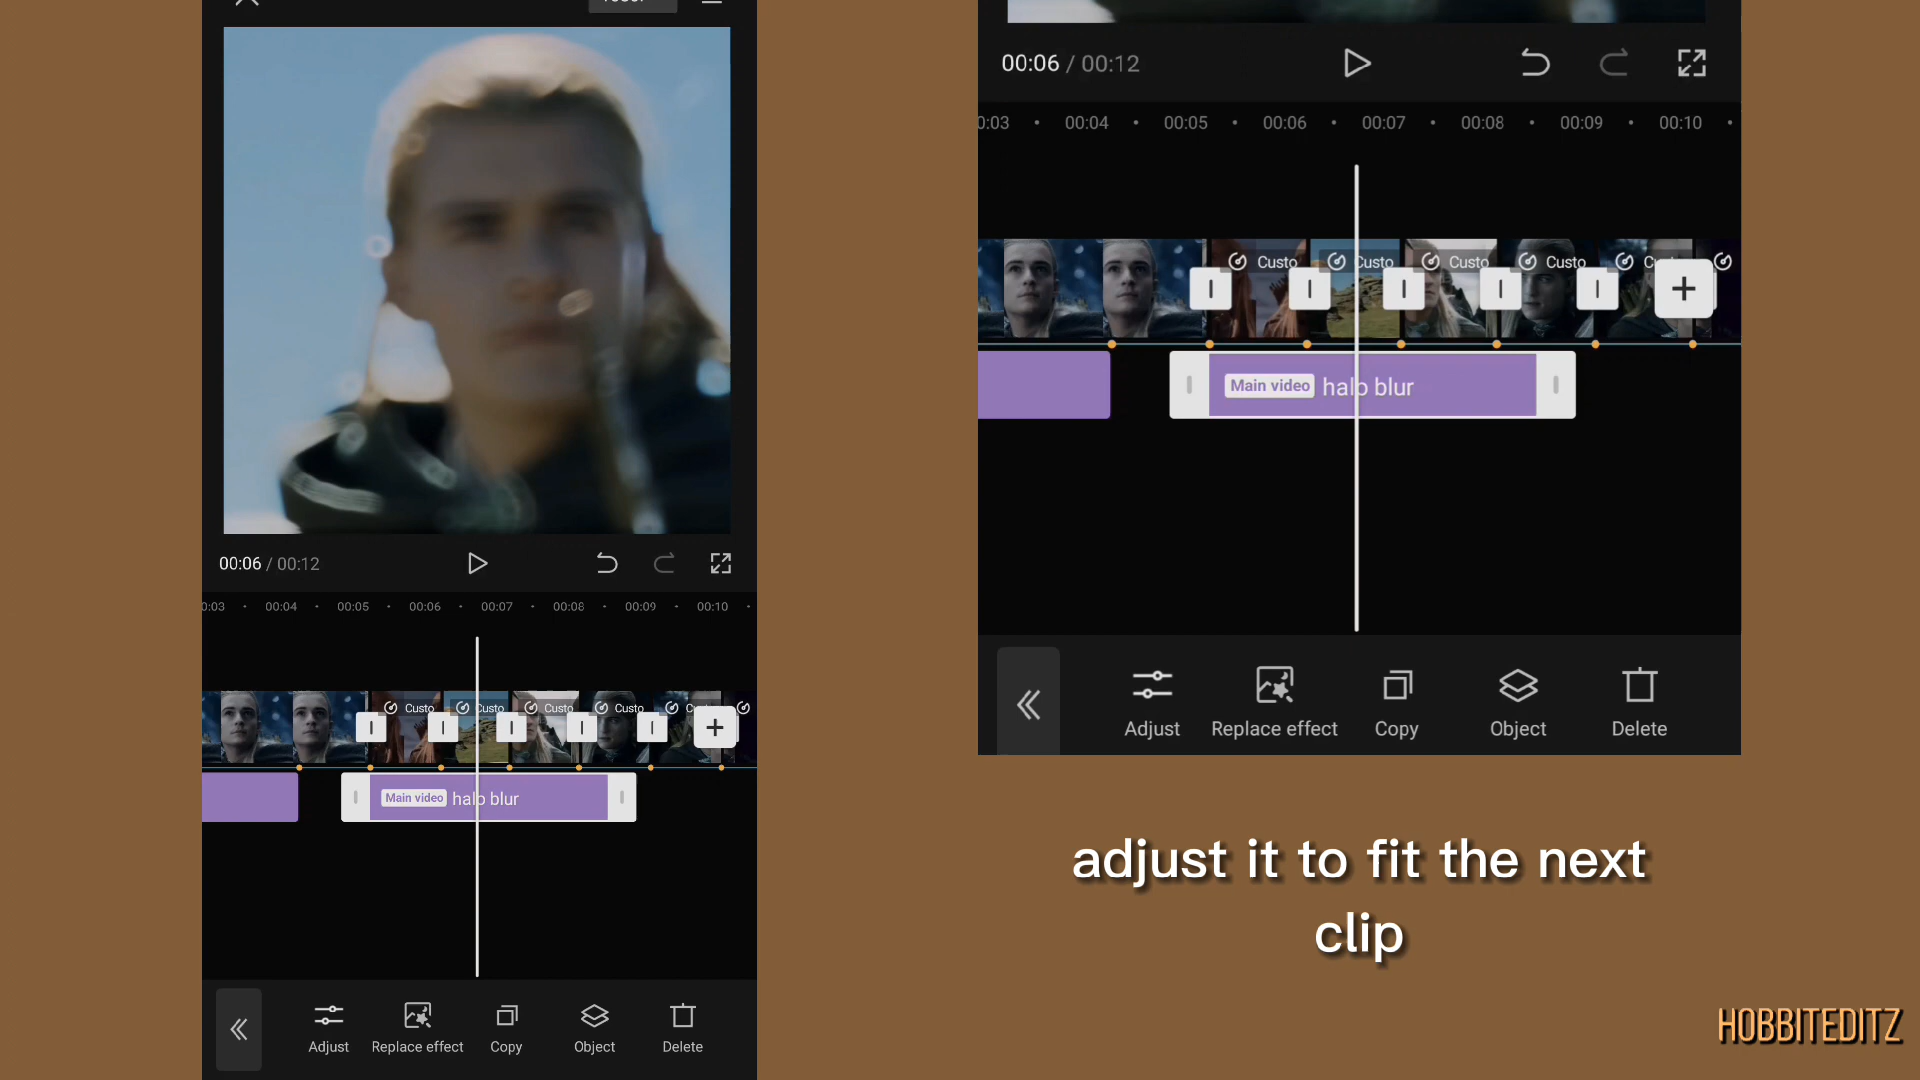 00:06 / 00:12
0:03 00:04 00:05 00:06 00:07 00:08 00:09 00:10
Custo Custo Custo Custo
Main video halo blur
Adjust Replace effect Copy Object Delete
00:06 / 00:12
0:03 00:04 00:05 00:06 00:07 00:08 00:09 00:10
Custo Custo Custo Custo
Main video halo blur
Adjust Replace effect Copy Object Delete
adjust it to fit the next
clip
HOBBITEDITZ